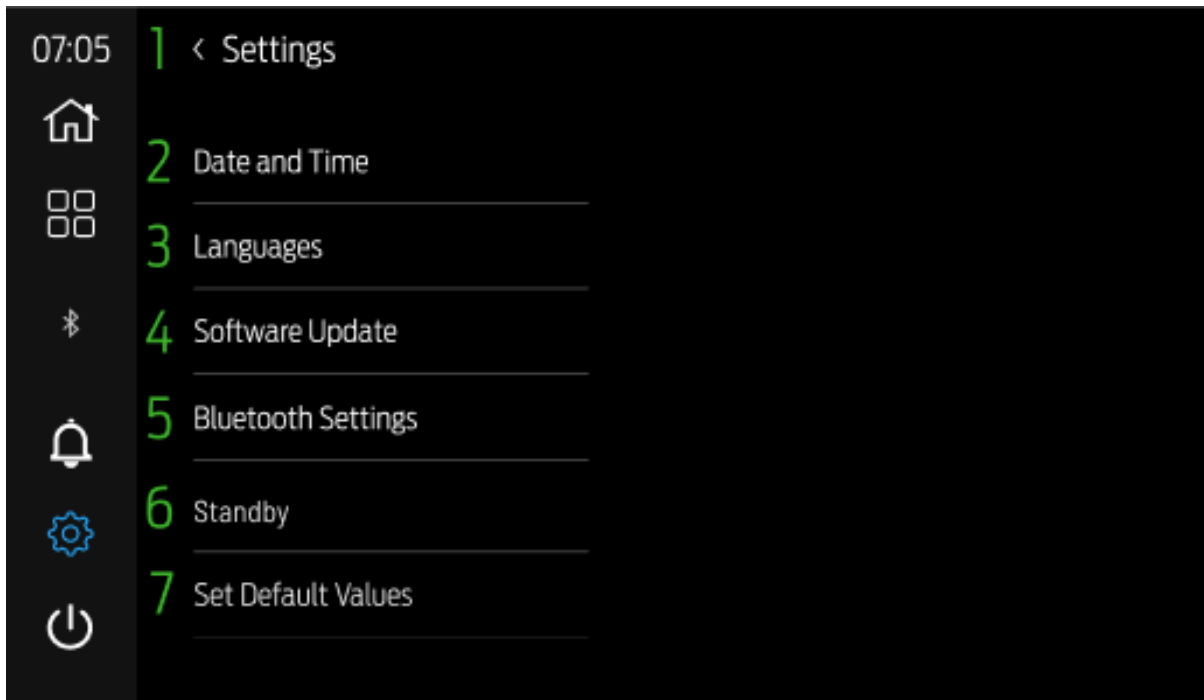 07:05 1 < Settings
2 Date and Time
3 Languages
4 Software Update
5 Bluetooth Settings
6 Standby
7 Set Default Values